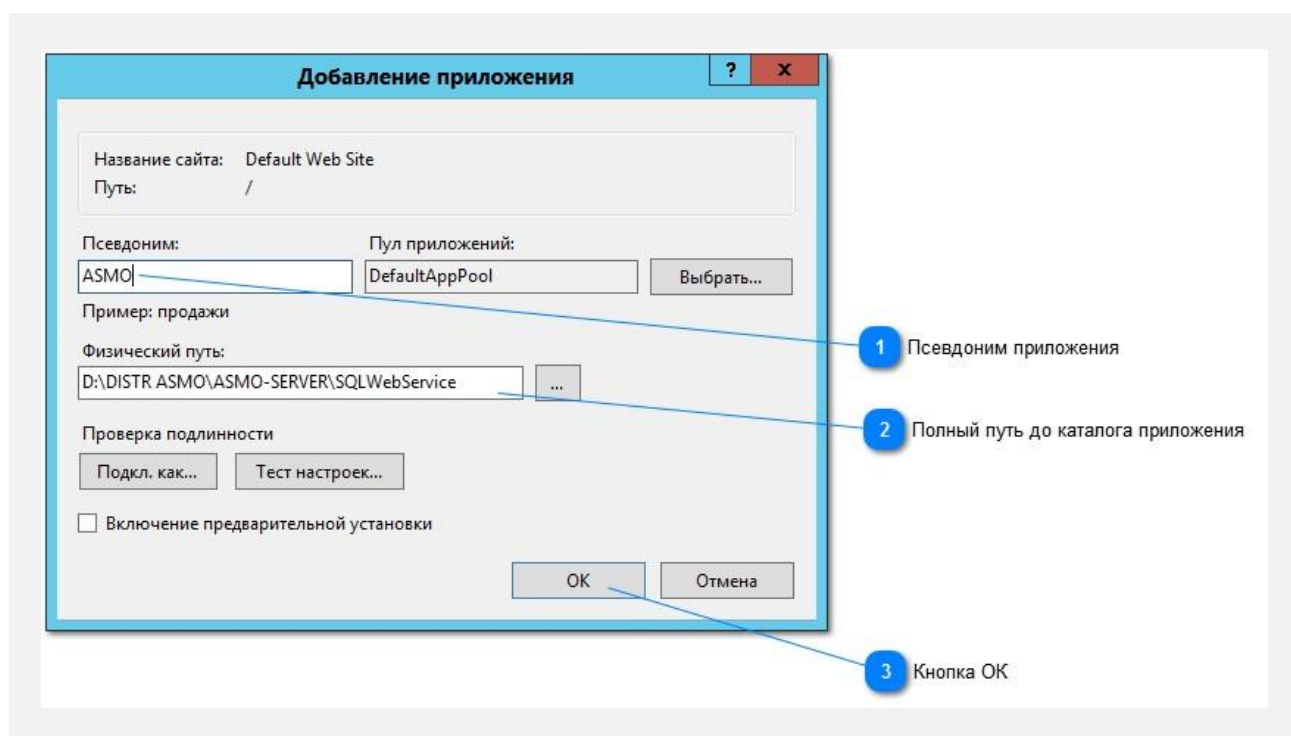 Добавление приложения
?
x
Название сайта: Default Web Site
Путь: /
Псевдоним: Пул приложений:
ASMO DefaultAppPool Выбрать...
Пример: продажи
1 Псевдоним приложения
Физический путь:
D:\DISTR ASMO\ASMO-SERVER\SQLWebService ...
2 Полный путь до каталога приложения
Проверка подлинности
Подкл. как... Тест настроек...
Включение предварительной установки
ОК Отмена
3 Кнопка ОК